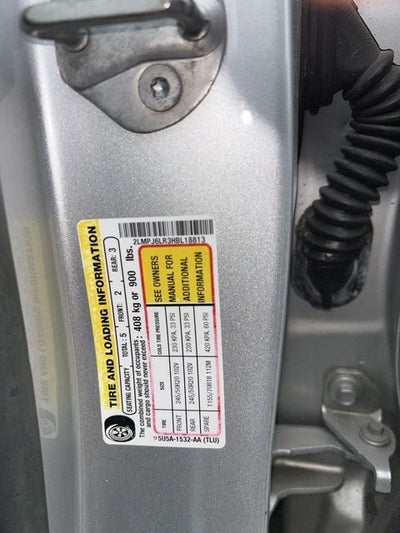 2LMPJ6LR3HBL18813
TIRE AND LOADING INFORMATION
SEATING CAPACITY TOTAL: 5 FRONT: 2 REAR: 3
The combined weight of occupants and cargo should never exceed : 408 kg or 900 lbs.
TIRE SIZE COLD TIRE PRESSURE
FRONT 245/50R20 102V 230 KPA, 33 PSI
REAR 245/50R20 102V 230 KPA, 33 PSI
SPARE T155/70R18 112M 420 KPA, 60 PSI
SEE OWNERS
MANUAL FOR
ADDITIONAL
INFORMATION
5U5A-1532-AA (TLU)